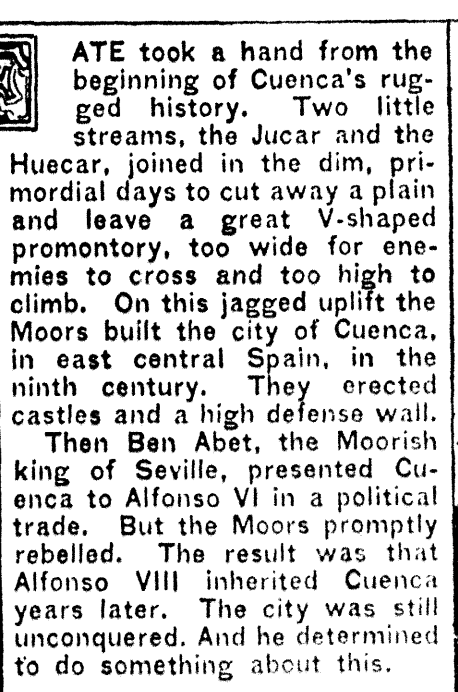 ATE took a hand from the
beginning of Cuenca's rug-
ged history. Two little
streams, the Jucar and the
Huecar, joined in the dim, pri-
mordial days to cut away a plain
and leave a great V-shaped
promontory, too wide for ene-
mies to cross and too high to
climb. On this jagged uplift the
Moors built the city of Cuenca,
in east central Spain, in the
ninth century. They erected
castles and a high defense wall.
Then Ben Abet, the Moorish
king of Seville, presented Cu-
enca to Alfonso VI in a political
trade. But the Moors promptly
rebelled. The result was that
Alfonso VIII inherited Cuenca
years later. The city was still
unconquered. And he determined
to do something about this.